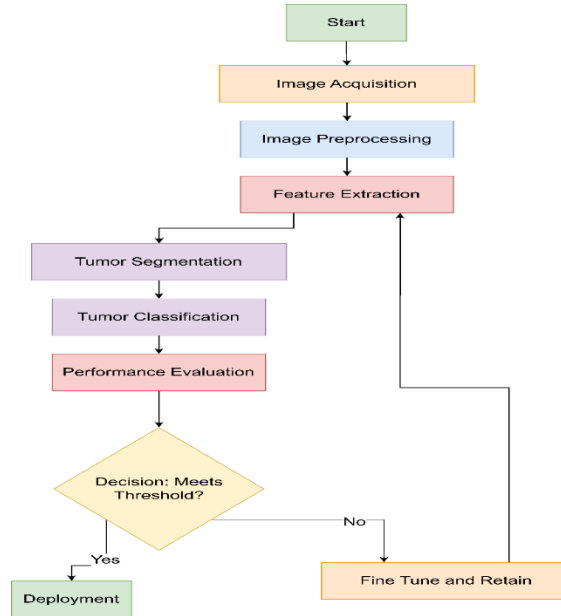 Start
Image Acquisition
Image Preprocessing
Feature Extraction
Tumor Segmentation
Tumor Classification
Performance Evaluation
Decision: Meets
Threshold?
No
Yes
Deployment
Fine Tune and Retain